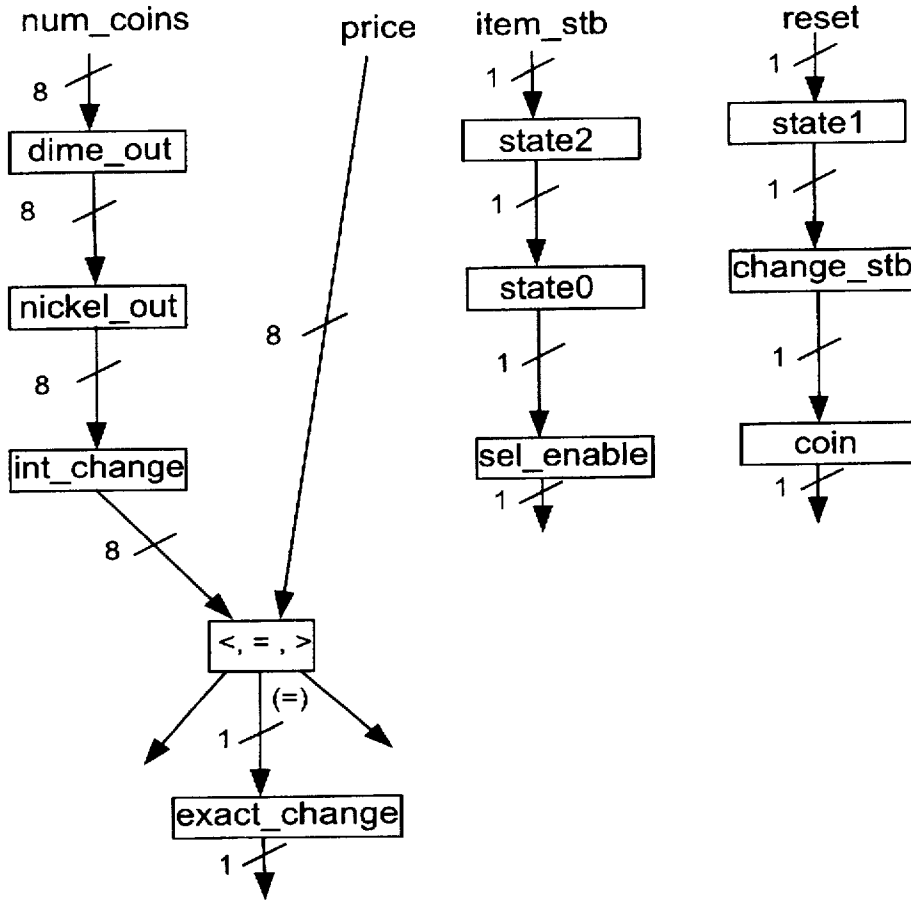 num_coins
price
item_stb
reset
8
1
1
dime_out
state2
state1
8
1
1
nickel_out
state0
change_stb
8
8
1
1
int_change
sel_enable
coin
1
1
8
<, = , >
(=)
1
exact_change
1